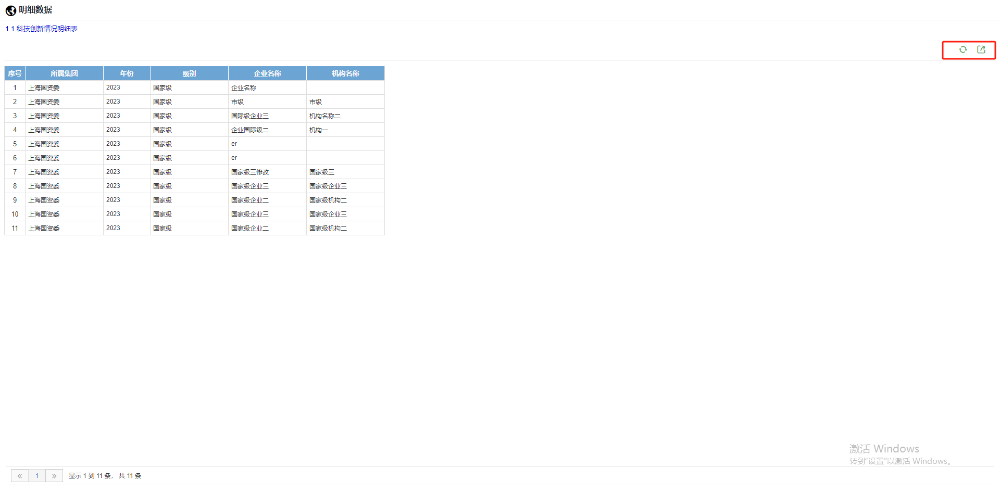 明细数据
1.1 科技创新情况明细表
序号 所属集团 年份 级别 企业名称 机构名称
1 上海国资委 2023 国家级 企业名称
2 上海国资委 2023 国家级 市级 市级
3 上海国资委 2023 国家级 国际级企业三 机构名称二
4 上海国资委 2023 国家级 企业国际级二 机构一
5 上海国资委 2023 国家级 er
6 上海国资委 2023 国家级 er
7 上海国资委 2023 国家级 国家级三修改 国家级三
8 上海国资委 2023 国家级 国家级企业三 国家级企业三
9 上海国资委 2023 国家级 国家级企业二 国家级机构二
10 上海国资委 2023 国家级 国家级企业三 国家级企业三
11 上海国资委 2023 国家级 国家级企业二 国家级机构二
激活 Windows
转到“设置”以激活 Windows。
« 1 » 显示 1 到 11 条， 共 11 条